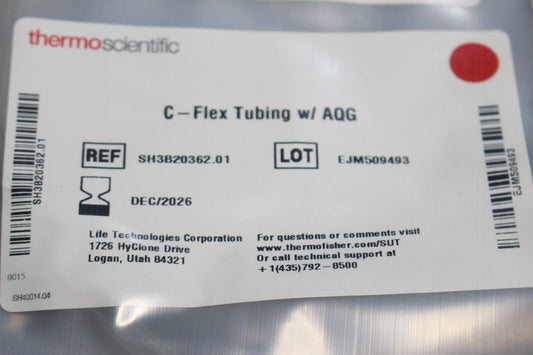 thermoscientific
C-Flex Tubing w/ AQG
REF SH3B20362.01 LOT EJM509493
DEC/2026
Life Technologies Corporation
1726 HyClone Drive
Logan, Utah 84321
For questions or comments visit
www.thermofisher.com/SUT
Or call technical support at
+1(435)792-8500
SH3B20362.01
EJM509493
0015
SH40014.04